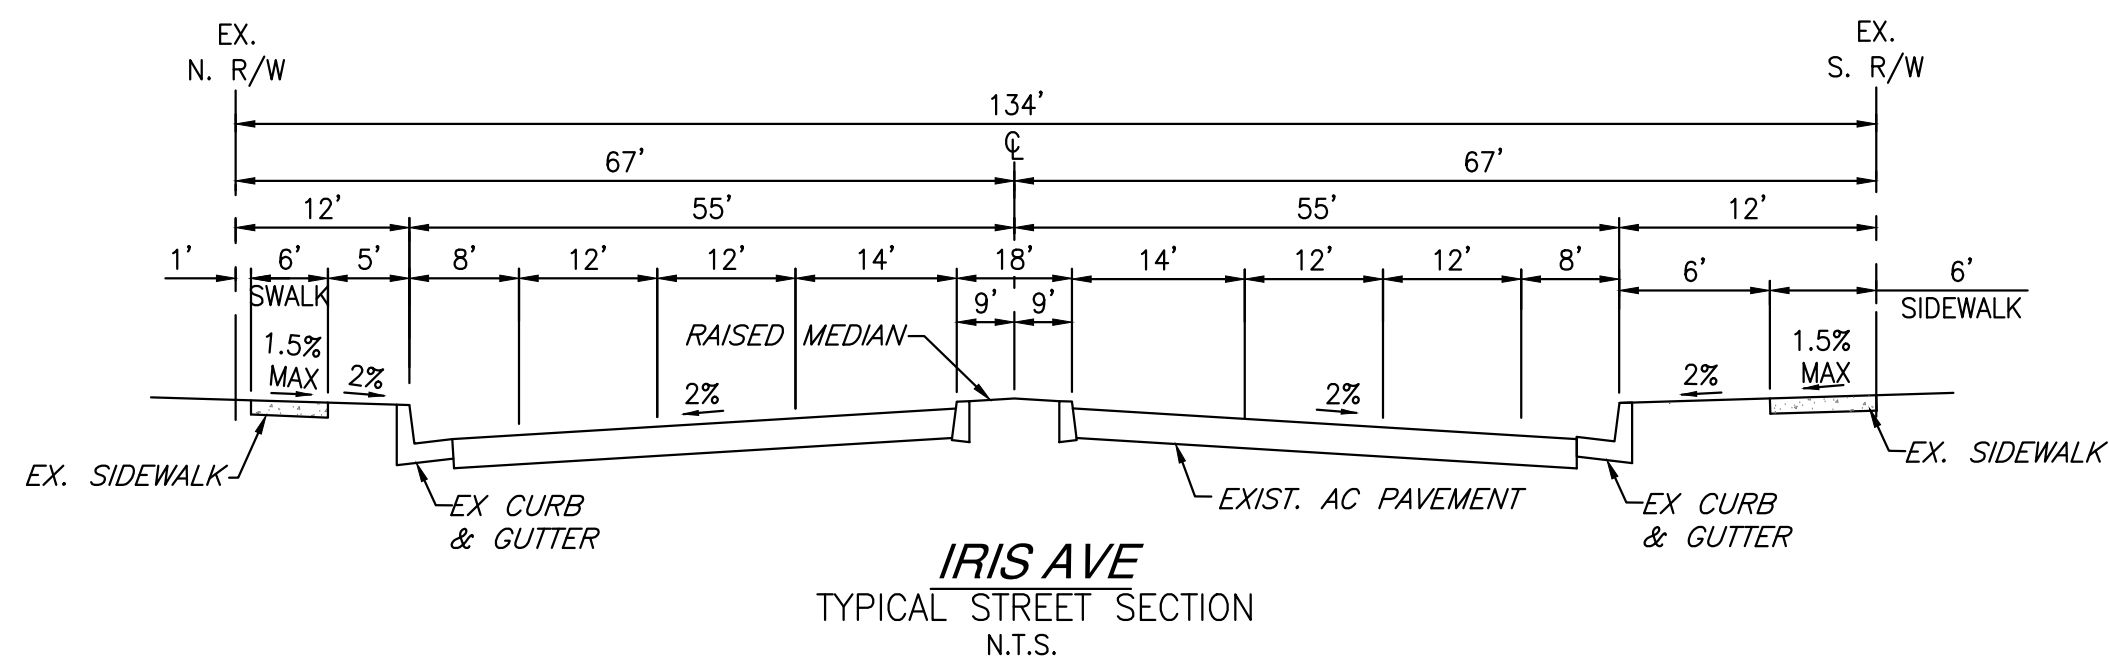 EX.
N. R/W
EX.
S. R/W
134'
℄
67'
67'
12'
55'
55'
12'
1'
6'
5'
8'
12'
12'
14'
18'
14'
12'
12'
8'
6'
6'
SWALK
SIDEWALK
9'
9'
RAISED MEDIAN
1.5%
MAX
2%
2%
2%
2%
1.5%
MAX
EX. SIDEWALK
EX CURB
& GUTTER
EXIST. AC PAVEMENT
EX CURB
& GUTTER
EX. SIDEWALK
IRIS AVE
TYPICAL STREET SECTION
N.T.S.